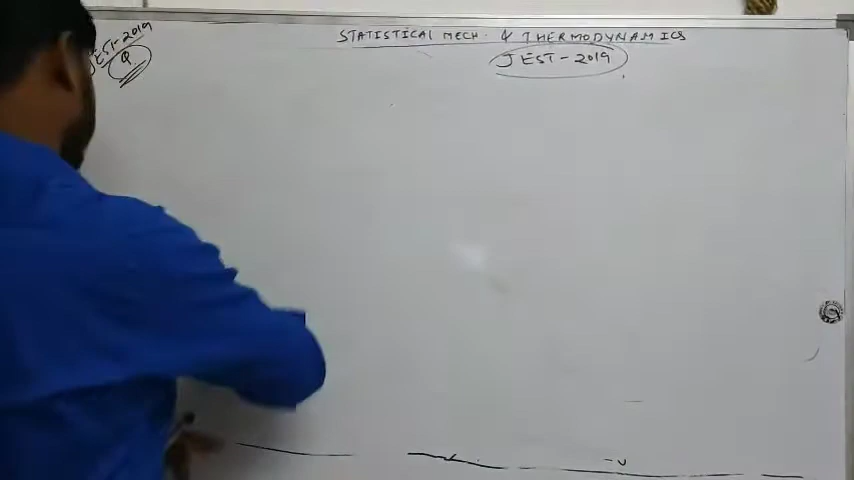 STATISTICAL MECH. & THERMODYNAMICS
JEST-2019
JEST-2019
Q.